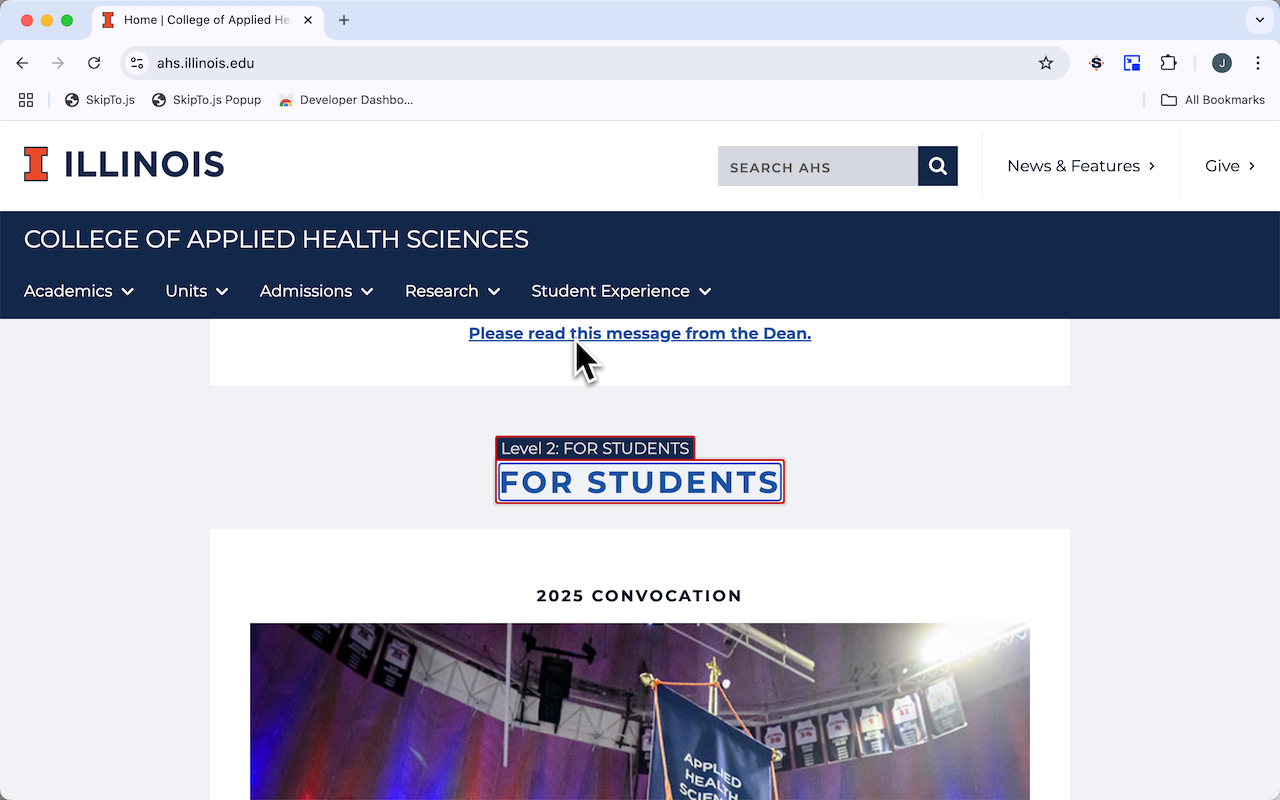 Home | College of Applied He
ahs.illinois.edu
S
J
SkipTo.js
SkipTo.js Popup
Developer Dashbo...
All Bookmarks
ILLINOIS
SEARCH AHS
News & Features
Give
COLLEGE OF APPLIED HEALTH SCIENCES
Academics
Units
Admissions
Research
Student Experience
Please read this message from the Dean.
Level 2: FOR STUDENTS
FOR STUDENTS
2025 CONVOCATION
APPLIED
HEALTH